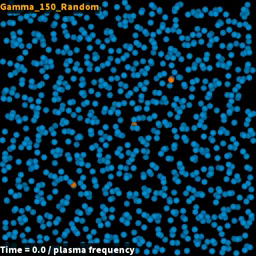 Gamma_150_Random
Time = 0.0 / plasma frequency